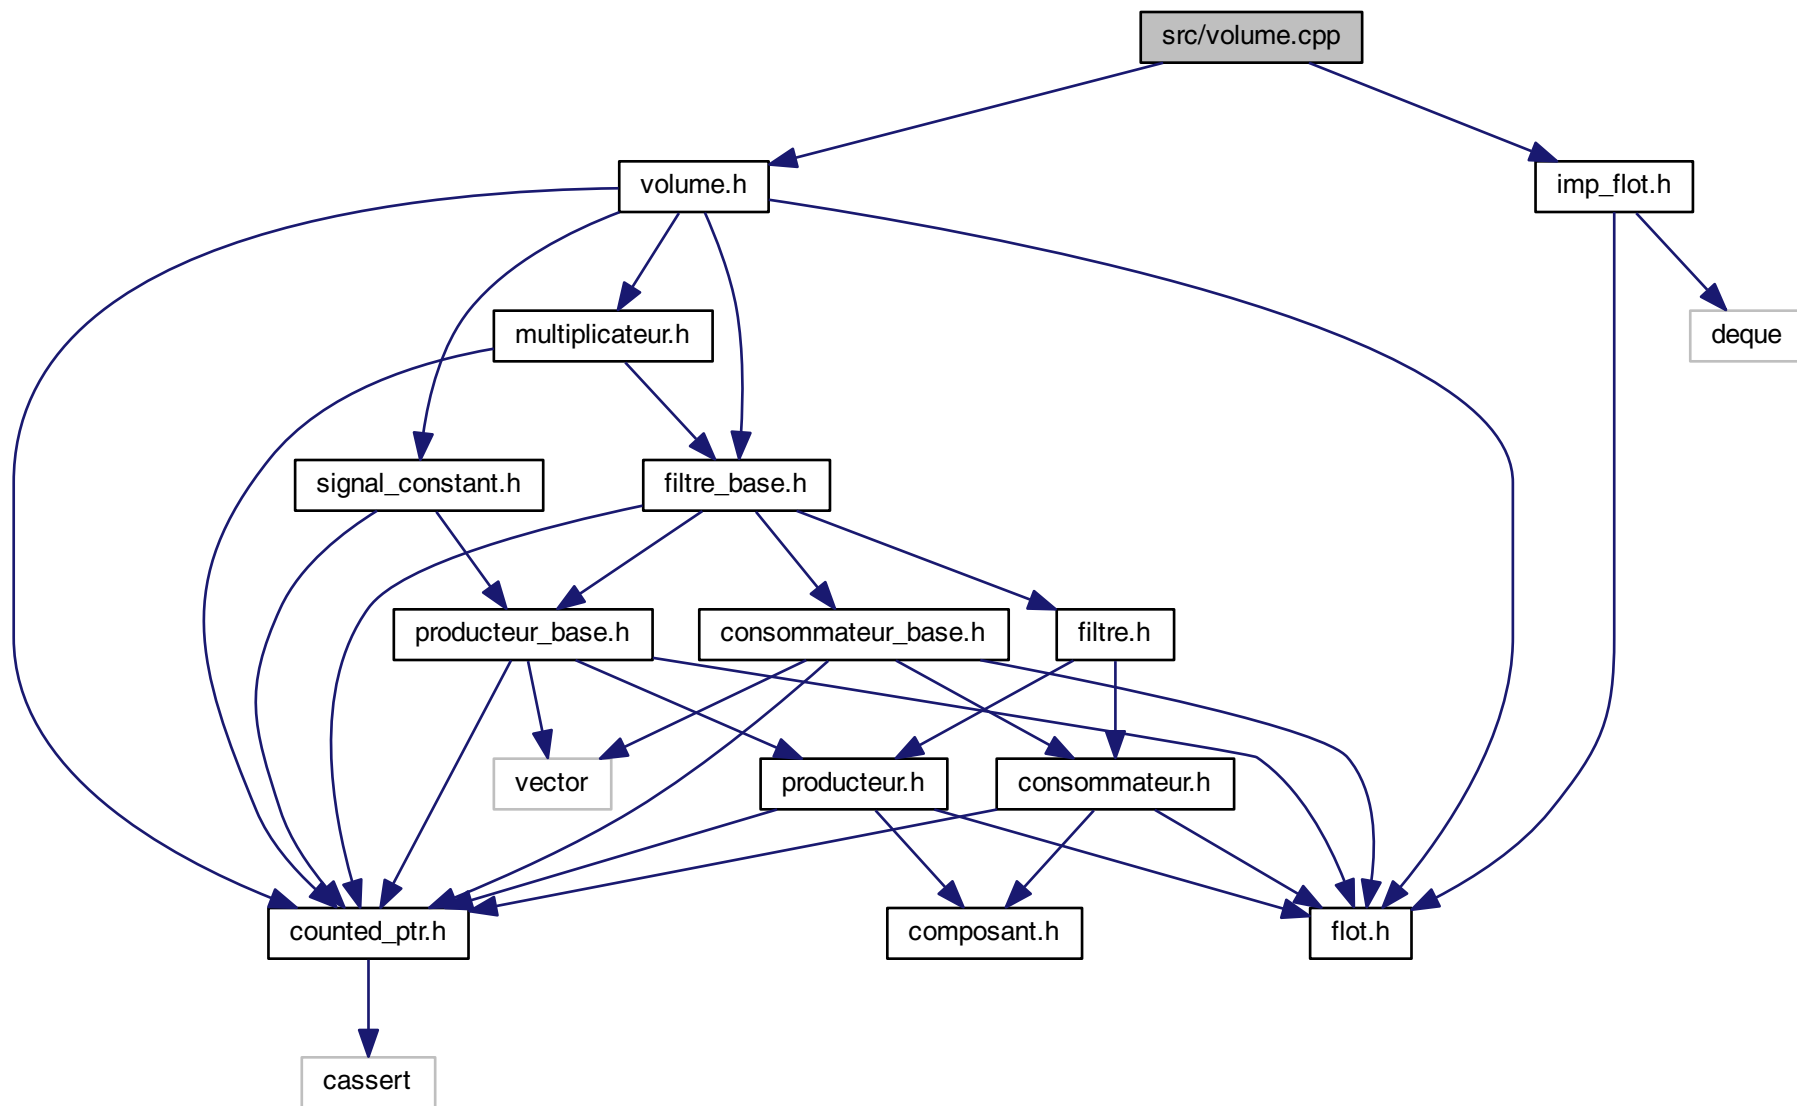 src/volume.cpp
volume.h
imp_flot.h
multiplicateur.h
deque
signal_constant.h
filtre_base.h
producteur_base.h
consommateur_base.h
filtre.h
vector
producteur.h
consommateur.h
counted_ptr.h
composant.h
flot.h
cassert